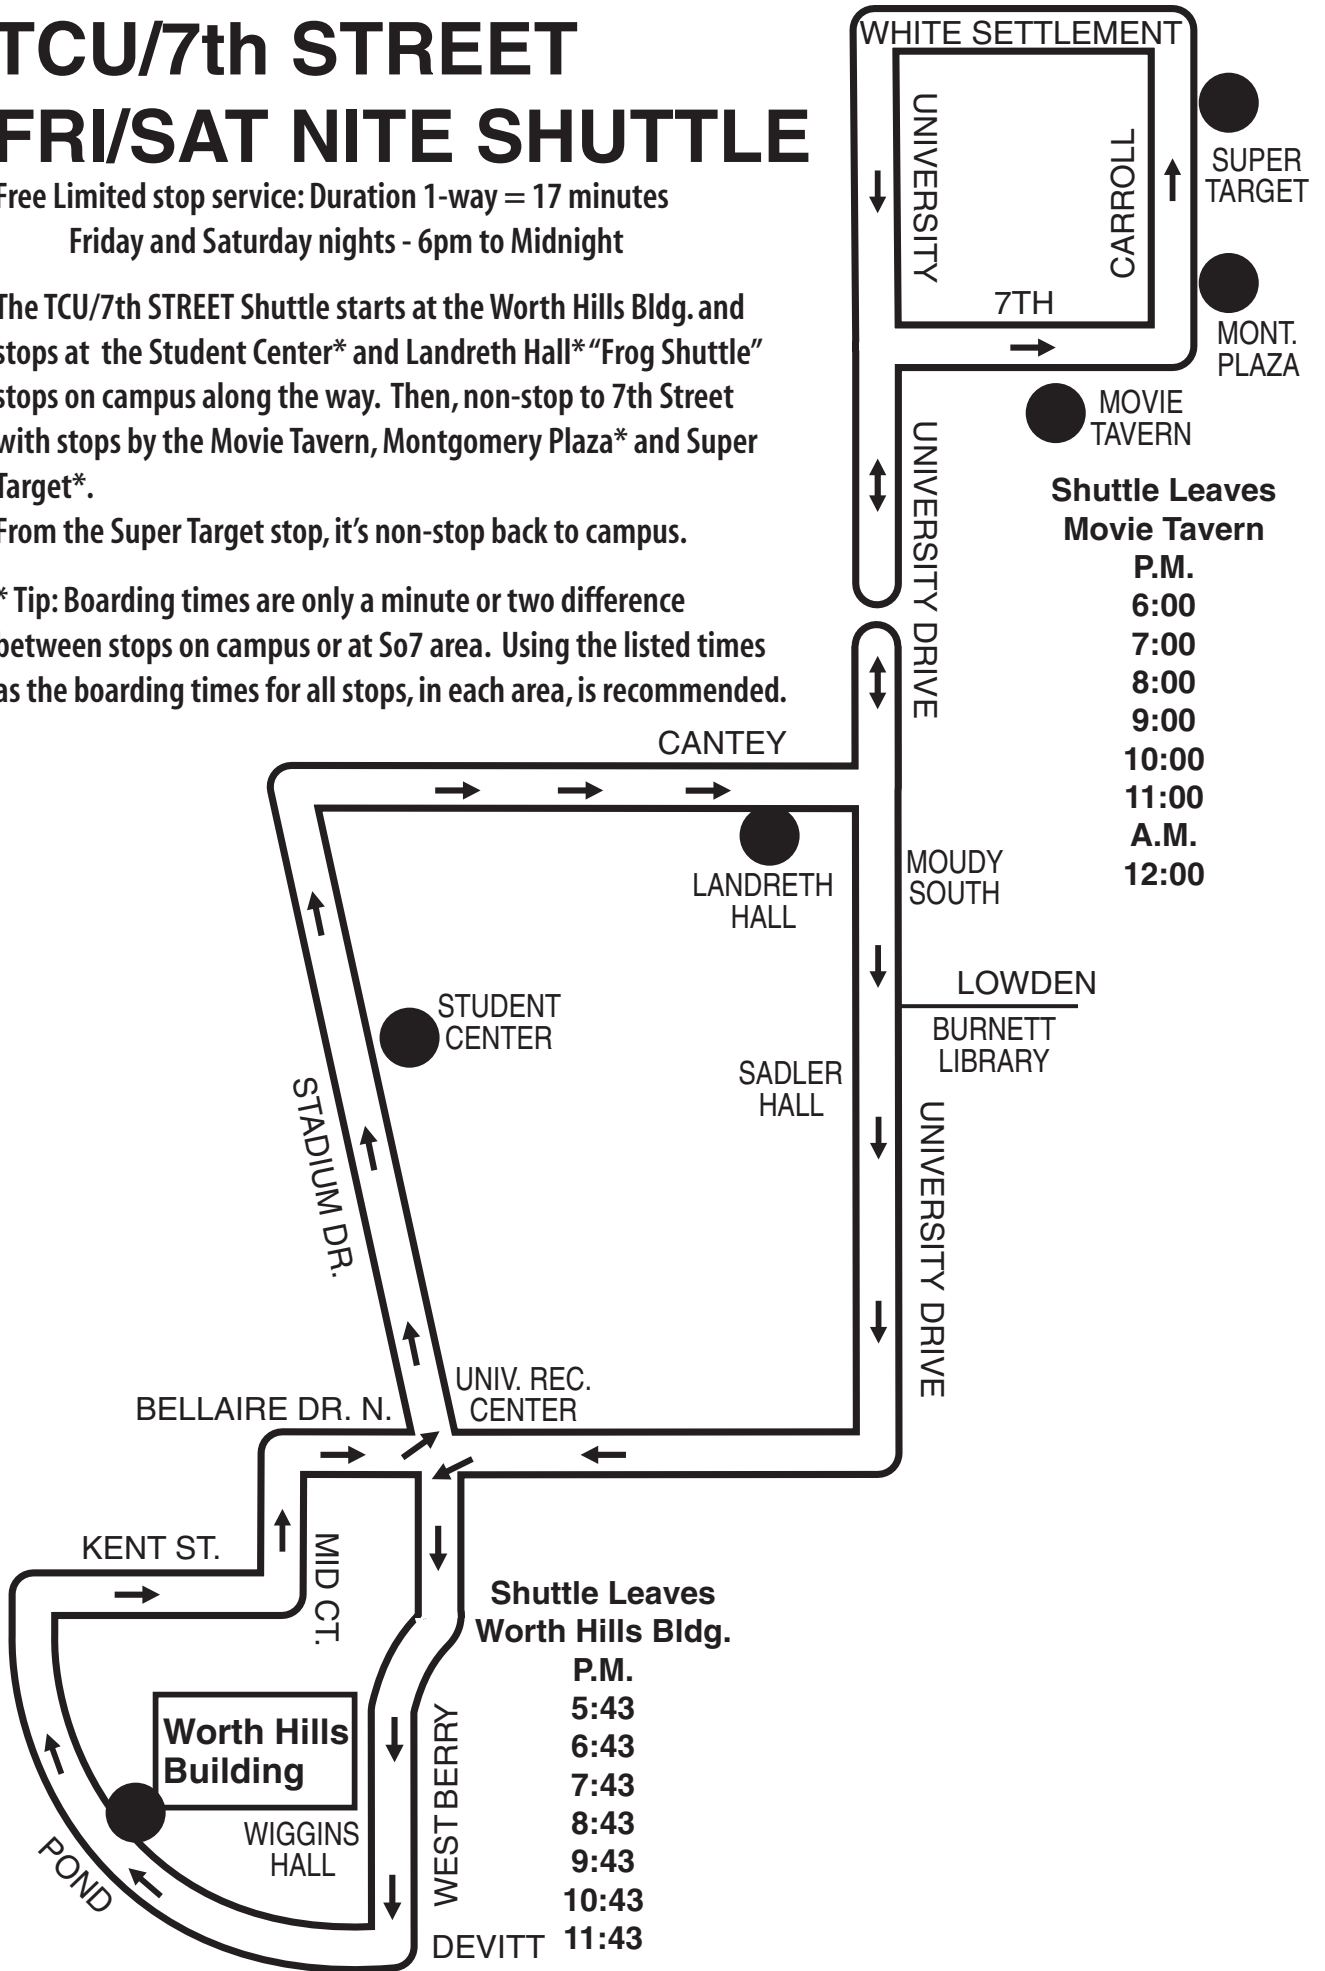 TCU/7th STREET
FRI/SAT NITE SHUTTLE
Free Limited stop service: Duration 1-way = 17 minutes
Friday and Saturday nights - 6pm to Midnight
The TCU/7th STREET Shuttle starts at the Worth Hills Bldg. and
stops at the Student Center* and Landreth Hall* “Frog Shuttle”
stops on campus along the way. Then, non-stop to 7th Street
with stops by the Movie Tavern, Montgomery Plaza* and Super
Target*.
From the Super Target stop, it’s non-stop back to campus.
* Tip: Boarding times are only a minute or two difference
between stops on campus or at So7 area. Using the listed times
as the boarding times for all stops, in each area, is recommended.
WHITE SETTLEMENT
UNIVERSITY
CARROLL
SUPER
TARGET
7TH
MONT.
PLAZA
MOVIE
TAVERN
UNIVERSITY DRIVE
Shuttle Leaves
Movie Tavern
P.M.
6:00
7:00
8:00
9:00
10:00
11:00
A.M.
12:00
CANTEY
LANDRETH
HALL
MOUDY
SOUTH
LOWDEN
BURNETT
LIBRARY
STUDENT
CENTER
SADLER
HALL
STADIUM DR.
UNIVERSITY DRIVE
UNIV. REC.
CENTER
BELLAIRE DR. N.
KENT ST.
MID CT.
Shuttle Leaves
Worth Hills Bldg.
P.M.
5:43
6:43
7:43
8:43
9:43
10:43
11:43
Worth Hills
Building
WIGGINS
HALL
WEST BERRY
POND
DEVITT